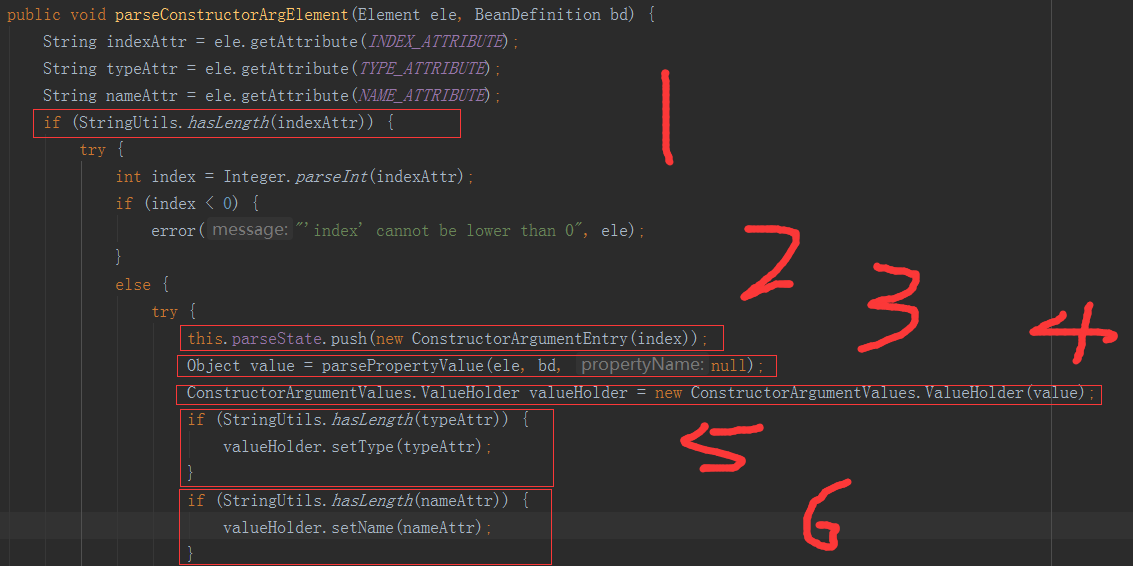 public void parseConstructorArgElement(Element ele, BeanDefinition bd) {
String indexAttr = ele.getAttribute(INDEX_ATTRIBUTE);
String typeAttr = ele.getAttribute(TYPE_ATTRIBUTE);
String nameAttr = ele.getAttribute(NAME_ATTRIBUTE);
1
if (StringUtils.hasLength(indexAttr)) {
try {
int index = Integer.parseInt(indexAttr);
if (index < 0) {
error( message: "'index' cannot be lower than 0", ele);
}
2
else {
3
try {
4
this.parseState.push(new ConstructorArgumentEntry(index));
Object value = parsePropertyValue(ele, bd, propertyName: null);
ConstructorArgumentValues.ValueHolder valueHolder = new ConstructorArgumentValues.ValueHolder(value);
if (StringUtils.hasLength(typeAttr)) {
5
valueHolder.setType(typeAttr);
}
if (StringUtils.hasLength(nameAttr)) {
6
valueHolder.setName(nameAttr);
}